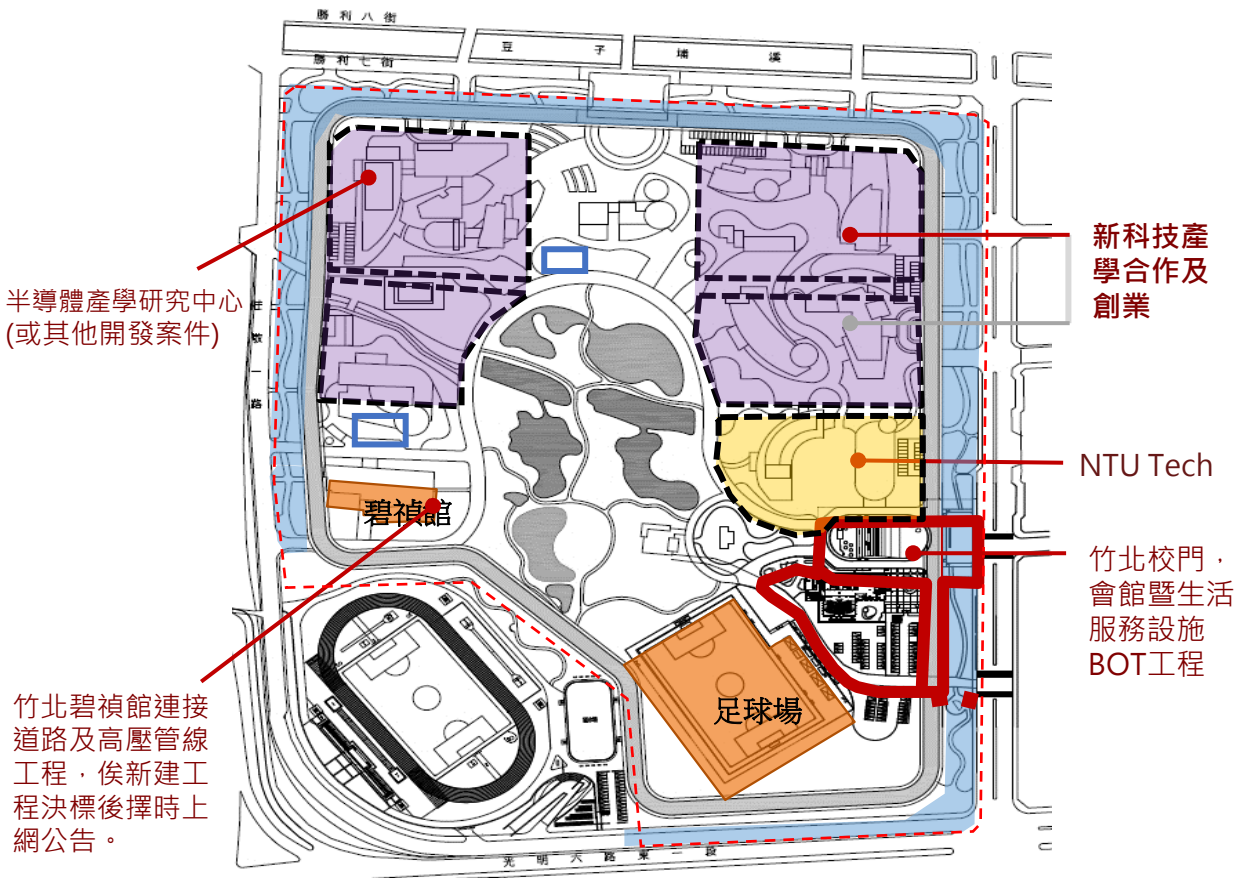 勝利八街
豆子埔溪
勝利七街
新科技產
學合作及
創業
半導體產學研究中心
(或其他開發案件)
莊敬一路
NTU Tech
碧禎館
竹北校門，
會館暨生活
服務設施
BOT工程
足球場
竹北碧禎館連接
道路及高壓管線
工程，俟新建工
程決標後擇時上
網公告。
光明六路東一段